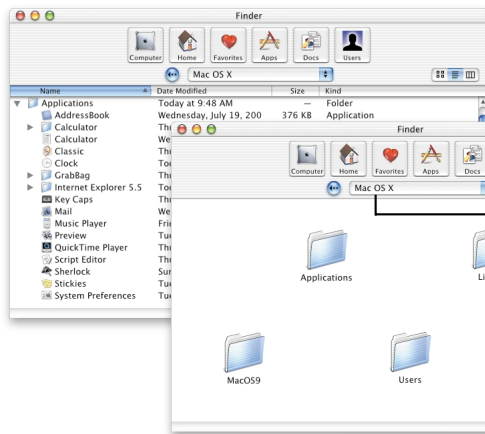 Finder
Computer Home Favorites Apps Docs Users
Mac OS X
Name Date Modified Size Kind
Applications Today at 9:48 AM — Folder
AddressBook Wednesday, July 19, 200 376 KB Application
Calculator
Calculator
Classic
Clock
GrabBag
Internet Explorer 5.5
Key Caps
Mail
Music Player
Preview
QuickTime Player
Script Editor
Sherlock
Stickies
System Preferences
Finder
Computer Home Favorites Apps Docs
Mac OS X
Applications
MacOS9 Users